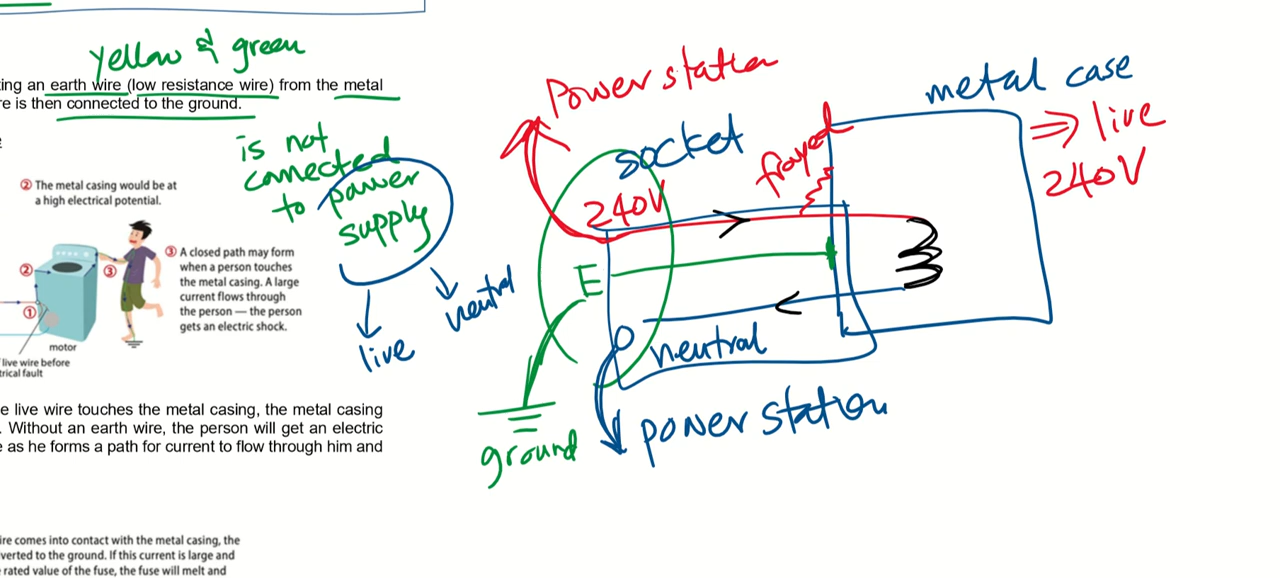 yellow & green
ing an earth wire (low resistance wire) from the metal
re is then connected to the ground.
is not
connected
to power
supply
live
neutral
② The metal casing would be at
a high electrical potential.
②
③
①
③ A closed path may form
when a person touches
the metal casing. A large
current flows through
the person — the person
gets an electric shock.
motor
live wire before
trical fault
e live wire touches the metal casing, the metal casing
. Without an earth wire, the person will get an electric
e as he forms a path for current to flow through him and
ire comes into contact with the metal casing, the
verted to the ground. If this current is large and
rated value of the fuse, the fuse will melt and
Power station
socket
240V
E
neutral
ground
power station
frayed
metal case
⇒ live
240V